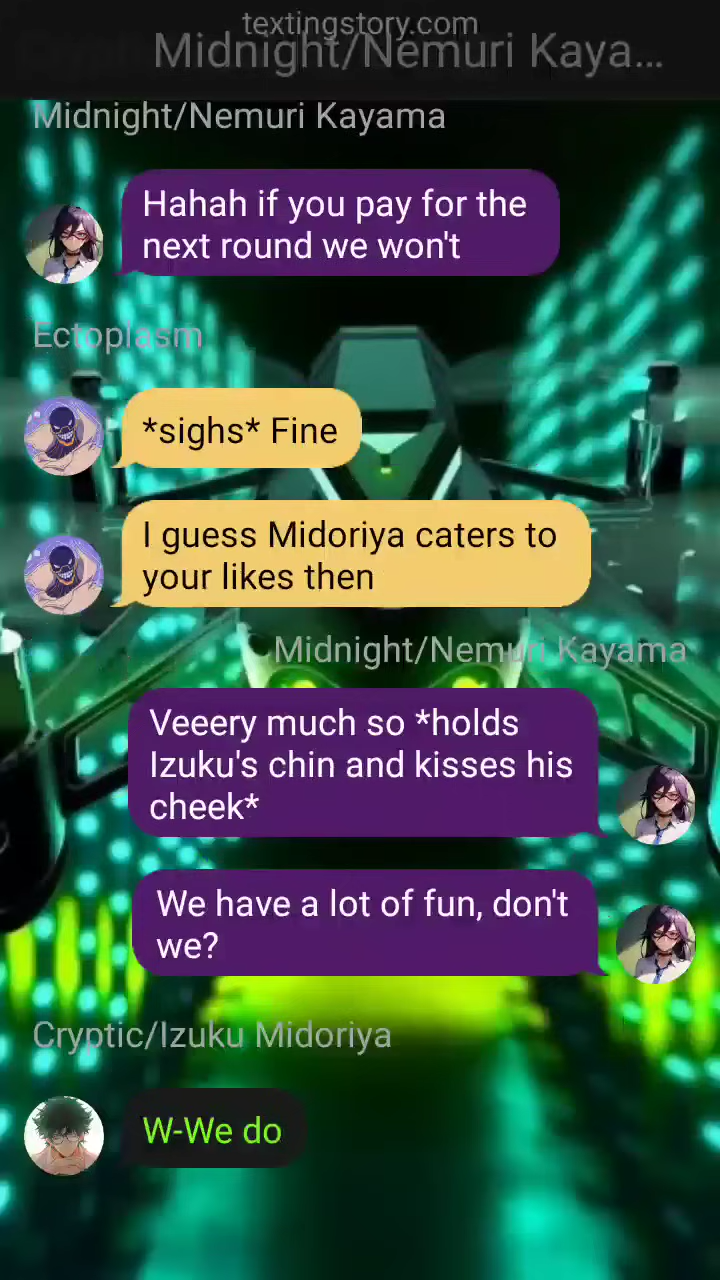 textingstory.com
Midnight/Nemuri Kaya...
Midnight/Nemuri Kayama
Hahah if you pay for the
next round we won't
Ectoplasm
*sighs* Fine
I guess Midoriya caters to
your likes then
Midnight/Nemuri Kayama
Veeery much so *holds
Izuku's chin and kisses his
cheek*
We have a lot of fun, don't
we?
Cryptic/Izuku Midoriya
W-We do